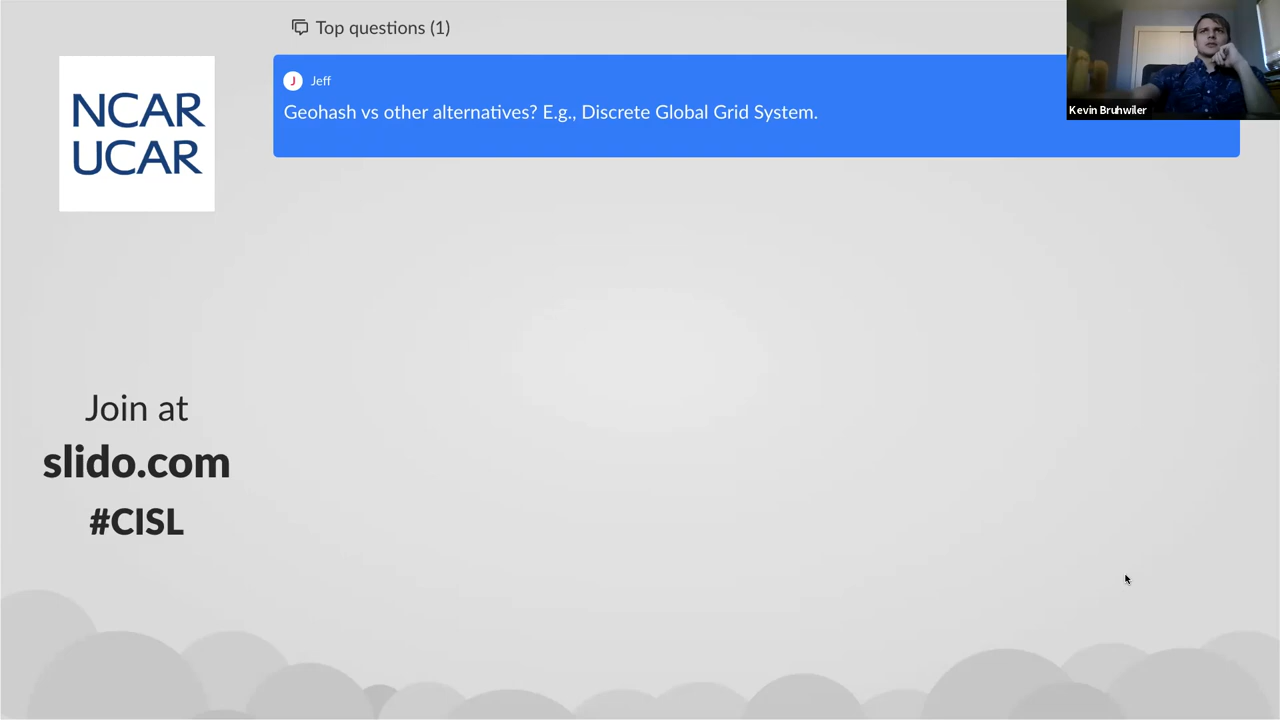 Top questions (1)
J
Jeff
Geohash vs other alternatives? E.g., Discrete Global Grid System.
Kevin Bruhwiler
NCAR
UCAR
Join at
slido.com
#CISL